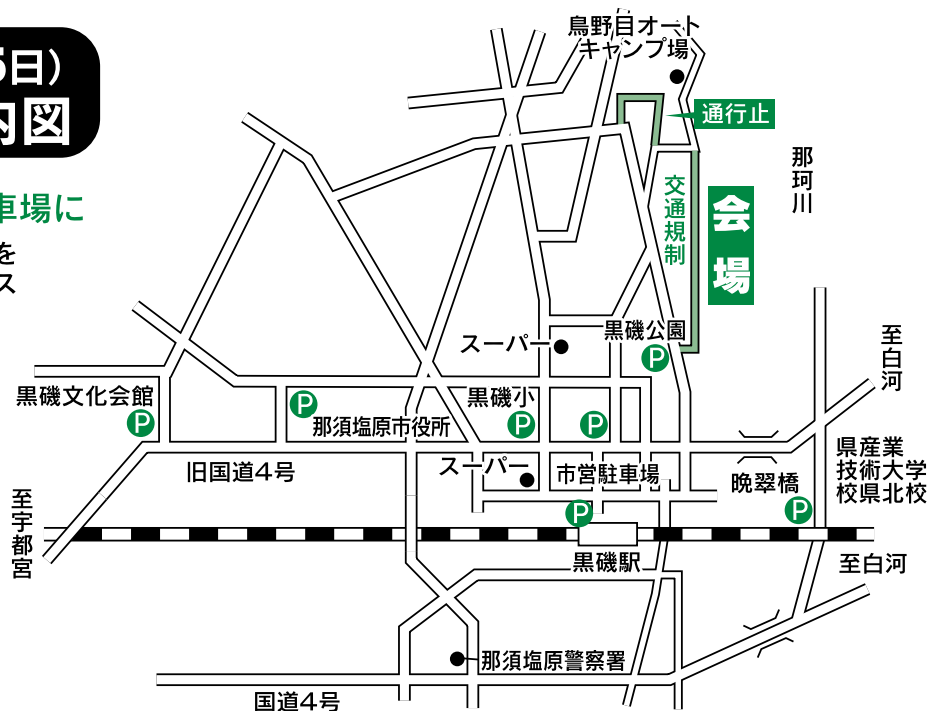 5日）
内図
車場に
を
ス
鳥野目オート
キャンプ場
通行止
那珂川
交通規制
会場
スーパー
黒磯公園
P
至白河
黒磯文化会館
P
P
那須塩原市役所
黒磯小
P
P
旧国道4号
スーパー
市営駐車場
晩翠橋
県産業
技術大学
校県北校
至宇都宮
P
P
黒磯駅
至白河
那須塩原警察署
国道4号